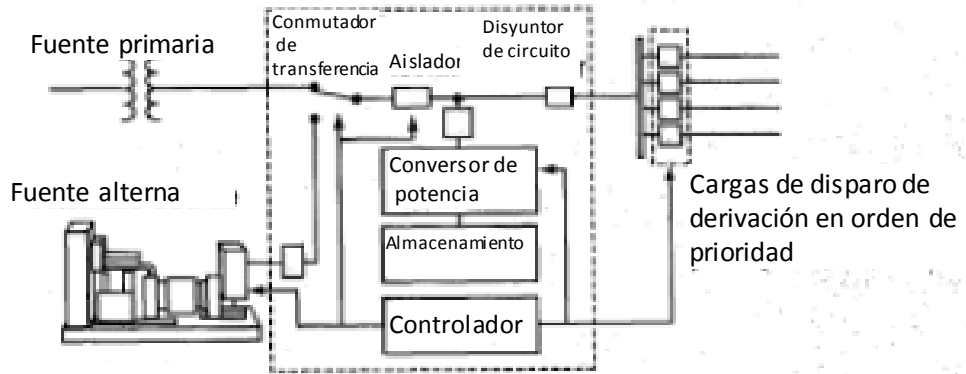 Fuente primaria
Conmutador
de
transferencia
Aislador
Disyuntor
de circuito
Fuente alterna
Conversor de
potencia
Almacenamiento
Controlador
Cargas de disparo de
derivación en orden de
prioridad